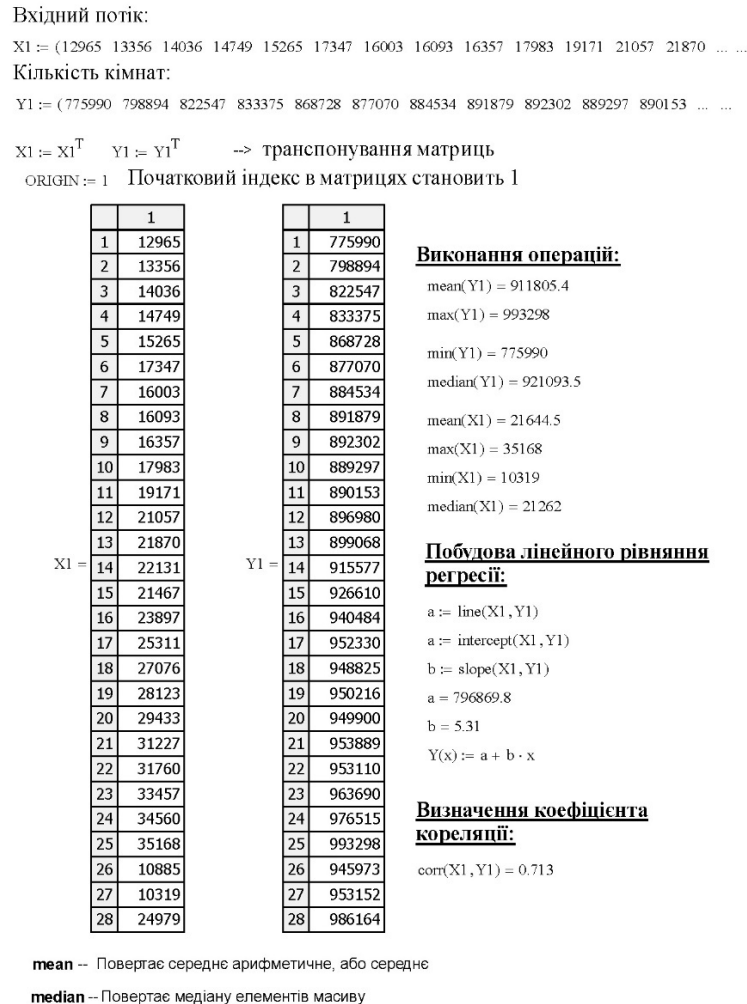 Вхідний потік:
X1 := (12965 13356 14036 14749 15265 17347 16003 16093 16357 17983 19171 21057 21870 ... ...
Кількість кімнат:
Y1 := (775990 798894 822547 833375 868728 877070 884534 891879 892302 889297 890153 ... ...
X1 := X1^T Y1 := Y1^T --> транспонування матриць
ORIGIN := 1 Початковий індекс в матрицях становить 1
X1 =
1
1 12965
2 13356
3 14036
4 14749
5 15265
6 17347
7 16003
8 16093
9 16357
10 17983
11 19171
12 21057
13 21870
14 22131
15 21467
16 23897
17 25311
18 27076
19 28123
20 29433
21 31227
22 31760
23 33457
24 34560
25 35168
26 10885
27 10319
28 24979
Y1 =
1
1 775990
2 798894
3 822547
4 833375
5 868728
6 877070
7 884534
8 891879
9 892302
10 889297
11 890153
12 896980
13 899068
14 915577
15 926610
16 940484
17 952330
18 948825
19 950216
20 949900
21 953889
22 953110
23 963690
24 976515
25 993298
26 945973
27 953152
28 986164
Виконання операцій:
mean(Y1) = 911805.4
max(Y1) = 993298
min(Y1) = 775990
median(Y1) = 921093.5
mean(X1) = 21644.5
max(X1) = 35168
min(X1) = 10319
median(X1) = 21262
Побудова лінейного рівняння
регресії:
a := line(X1,Y1)
a := intercept(X1,Y1)
b := slope(X1,Y1)
a = 796869.8
b = 5.31
Y(x) := a + b · x
Визначення коефіцієнта
кореляції:
corr(X1,Y1) = 0.713
mean -- Повертає середнє арифметичне, або середнє
median -- Повертає медіану елементів масиву